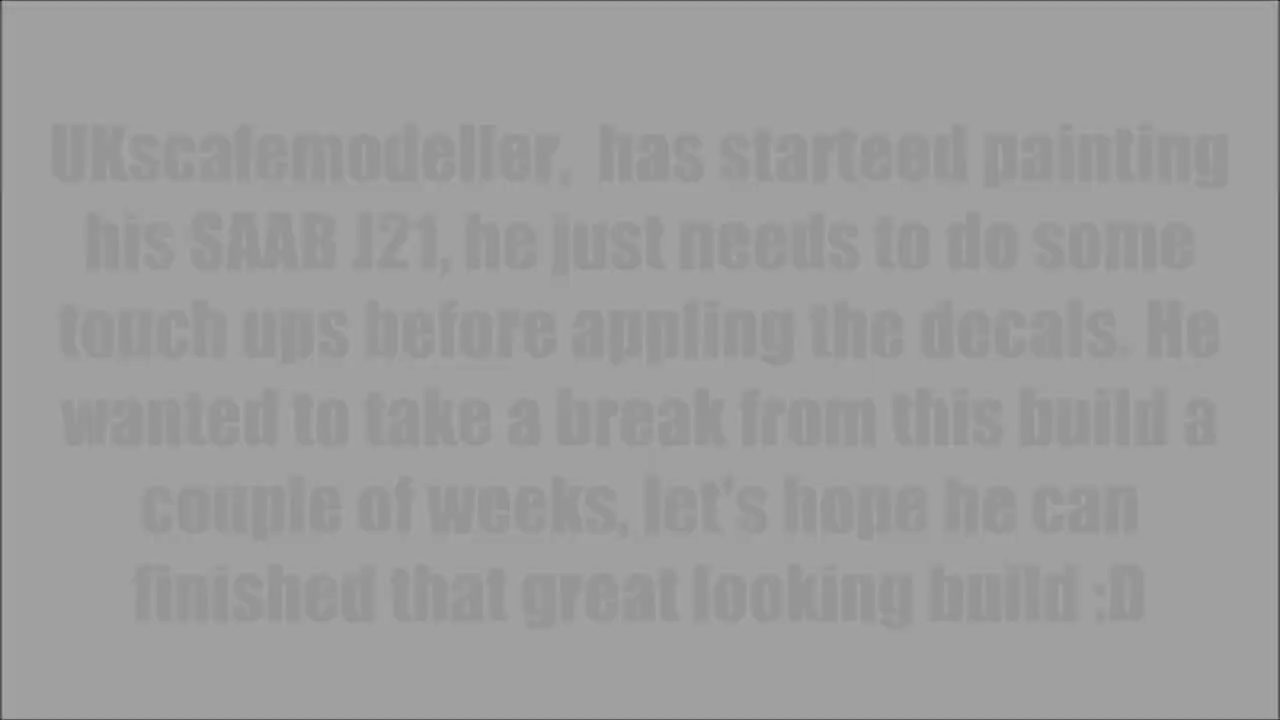 UKscalemodeller,  has starteed painting
his SAAB J21, he just needs to do some
touch ups before appling the decals. He
wanted to take a break from this build a
couple of weeks, let's hope he can
finished that great looking build :D